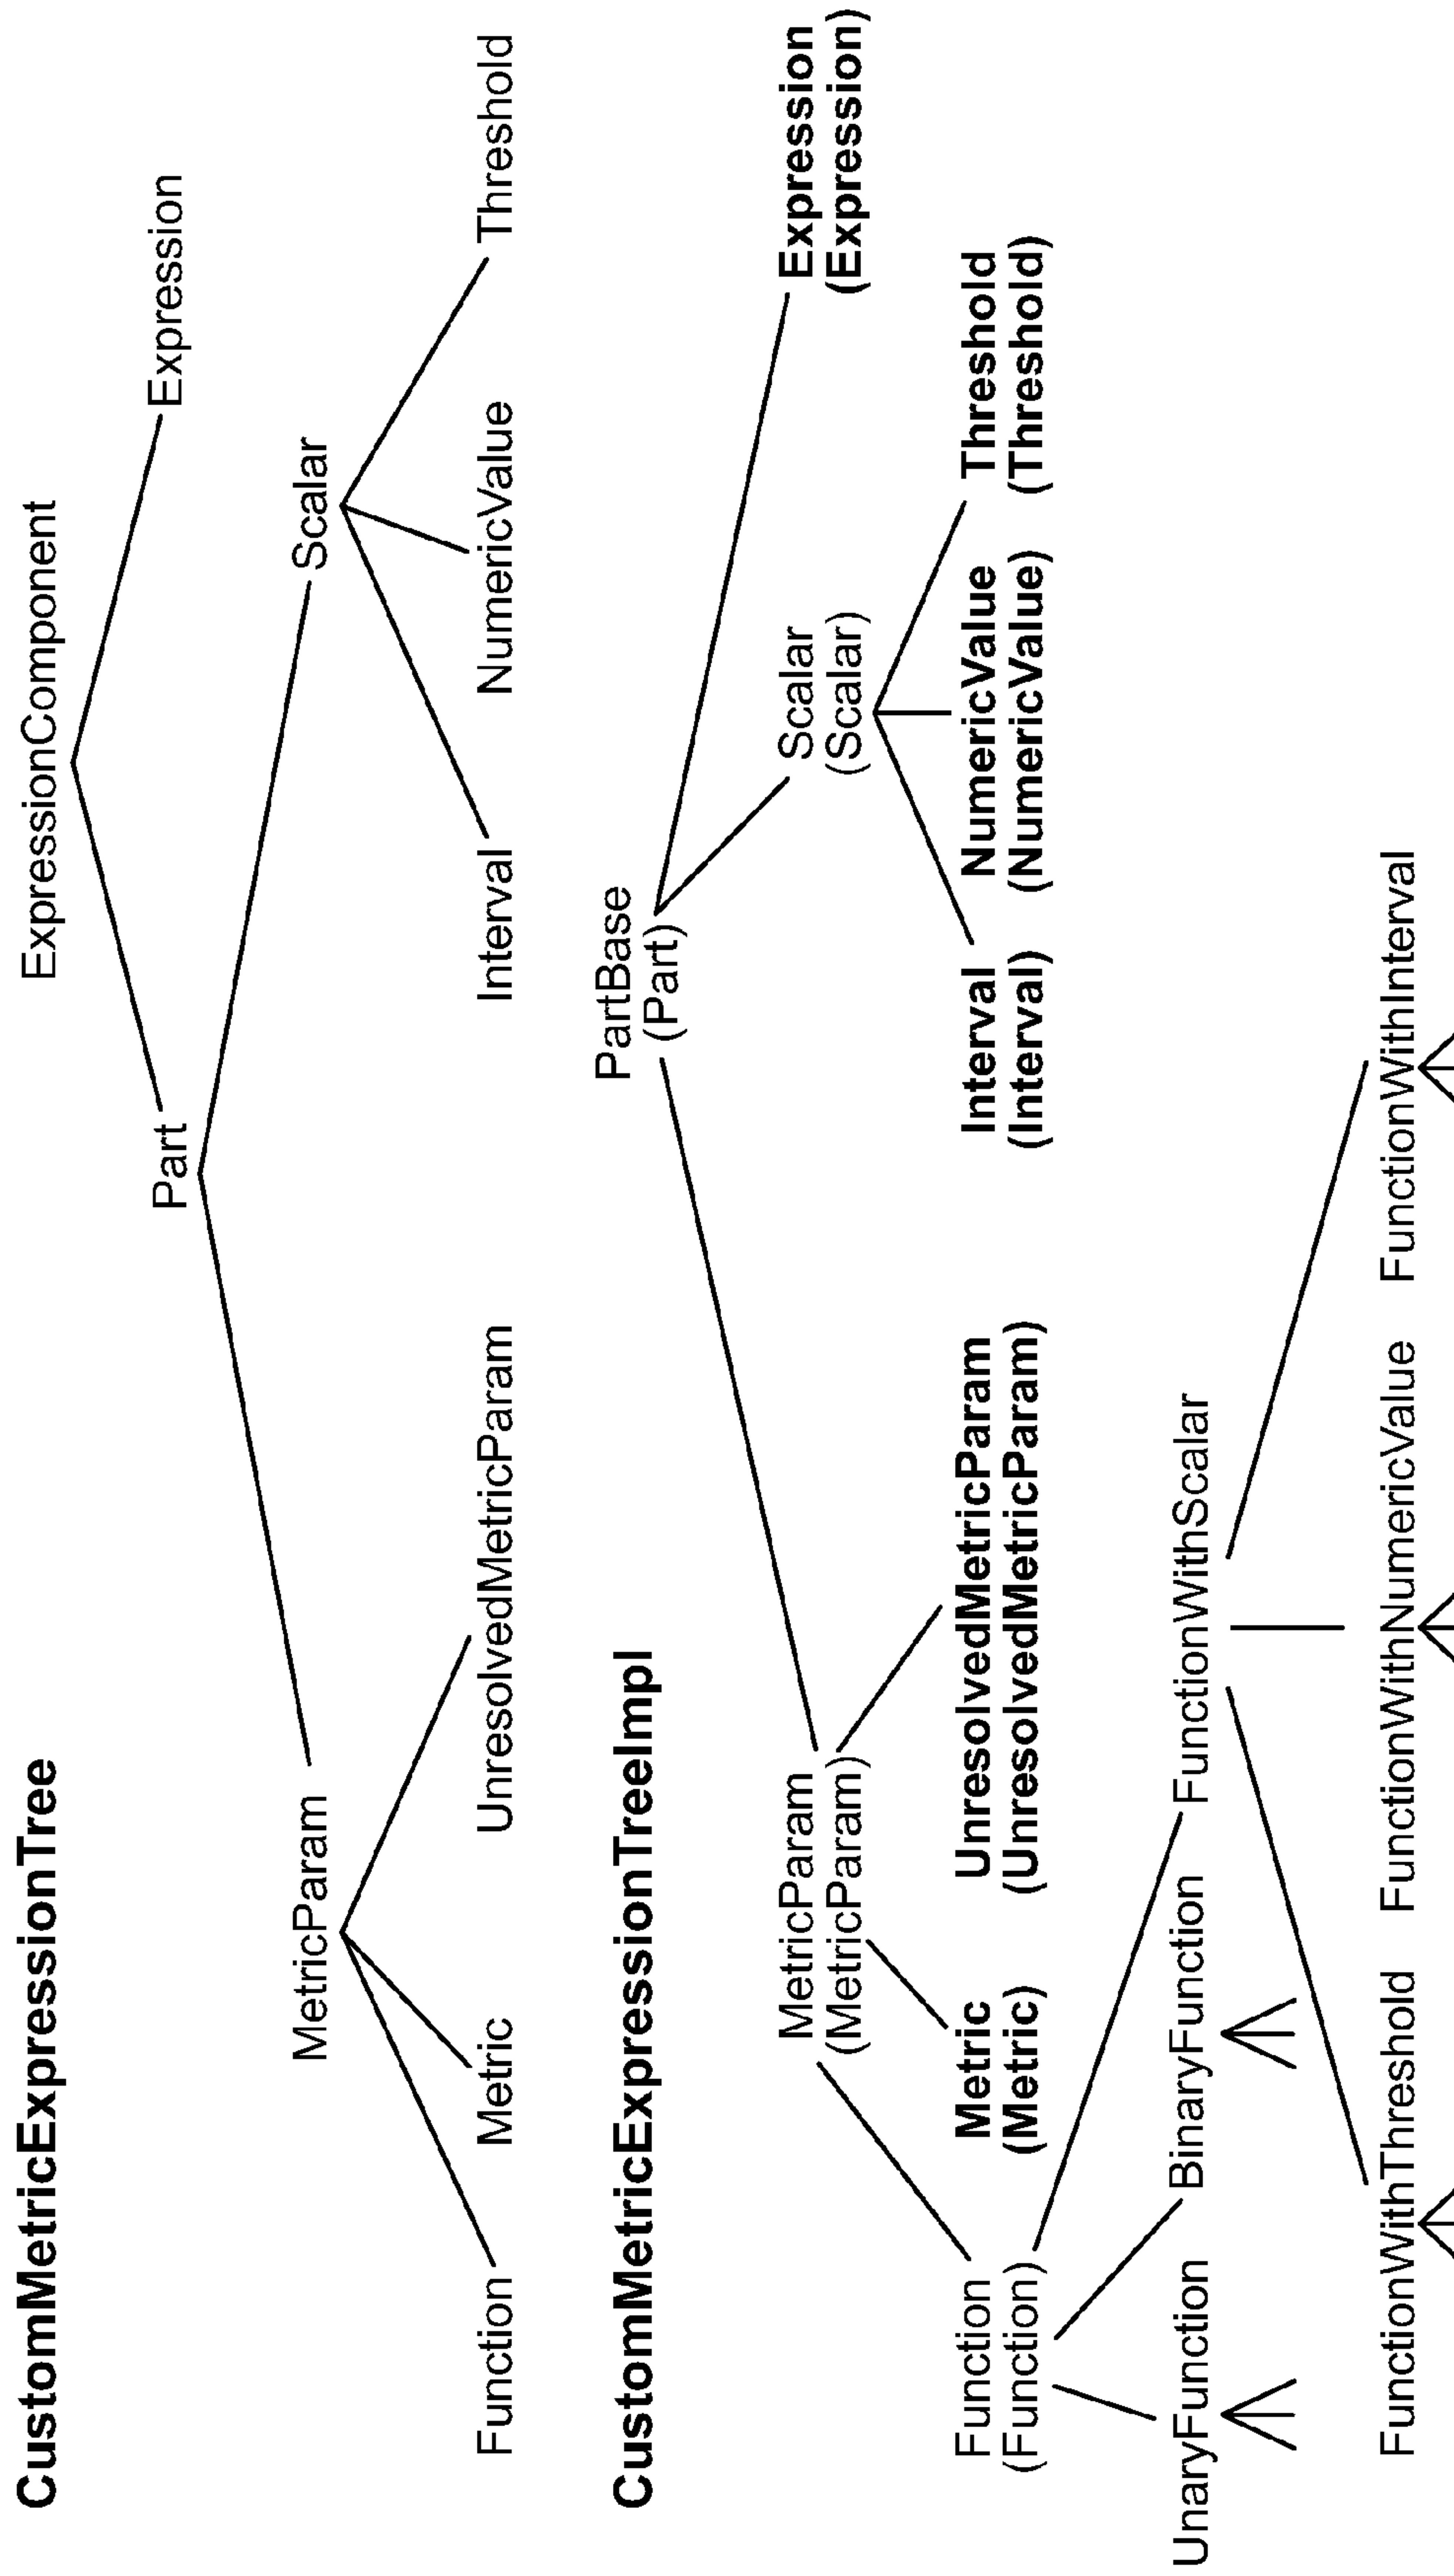 CustomMetricExpressionTree
ExpressionComponent
Part
Expression
MetricParam
Scalar
Function
Metric
UnresolvedMetricParam
Interval
NumericValue
Threshold
CustomMetricExpressionTreeImpl
PartBase
(Part)
MetricParam
(MetricParam)
Scalar
(Scalar)
Expression
(Expression)
Function
(Function)
Metric
(Metric)
UnresolvedMetricParam
(UnresolvedMetricParam)
Interval
(Interval)
NumericValue
(NumericValue)
Threshold
(Threshold)
UnaryFunction
BinaryFunction
FunctionWithScalar
FunctionWithThreshold
FunctionWithNumericValue
FunctionWithInterval